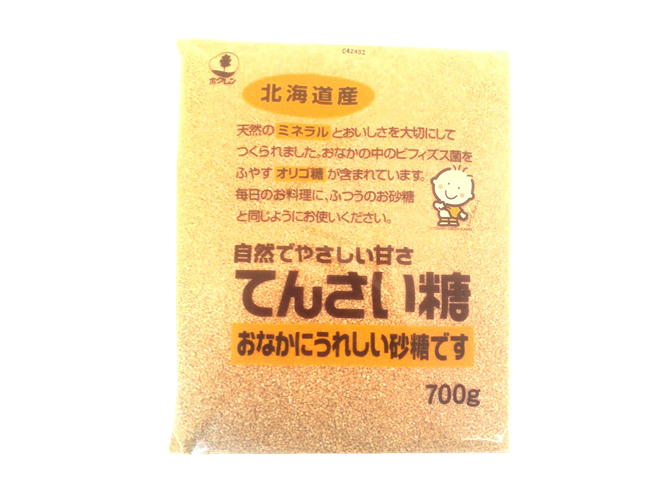 C42482
ホクレン
北海道産
天然の ミネラル とおいしさを大切にして
つくられました。おなかの中のビフィズス菌を
ふやす オリゴ糖 が含まれています。
毎日のお料理に、ふつうのお砂糖
と同じようにお使いください。
自然でやさしい甘さ
てんさい糖
おなかにうれしい砂糖です
700g